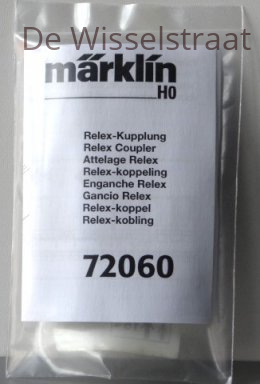 De Wisselstraat
märklin
H0
Relex-Kupplung
Relex Coupler
Attelage Relex
Relex-koppeling
Enganche Relex
Gancio Relex
Relex-koppel
Relex-kobling
72060